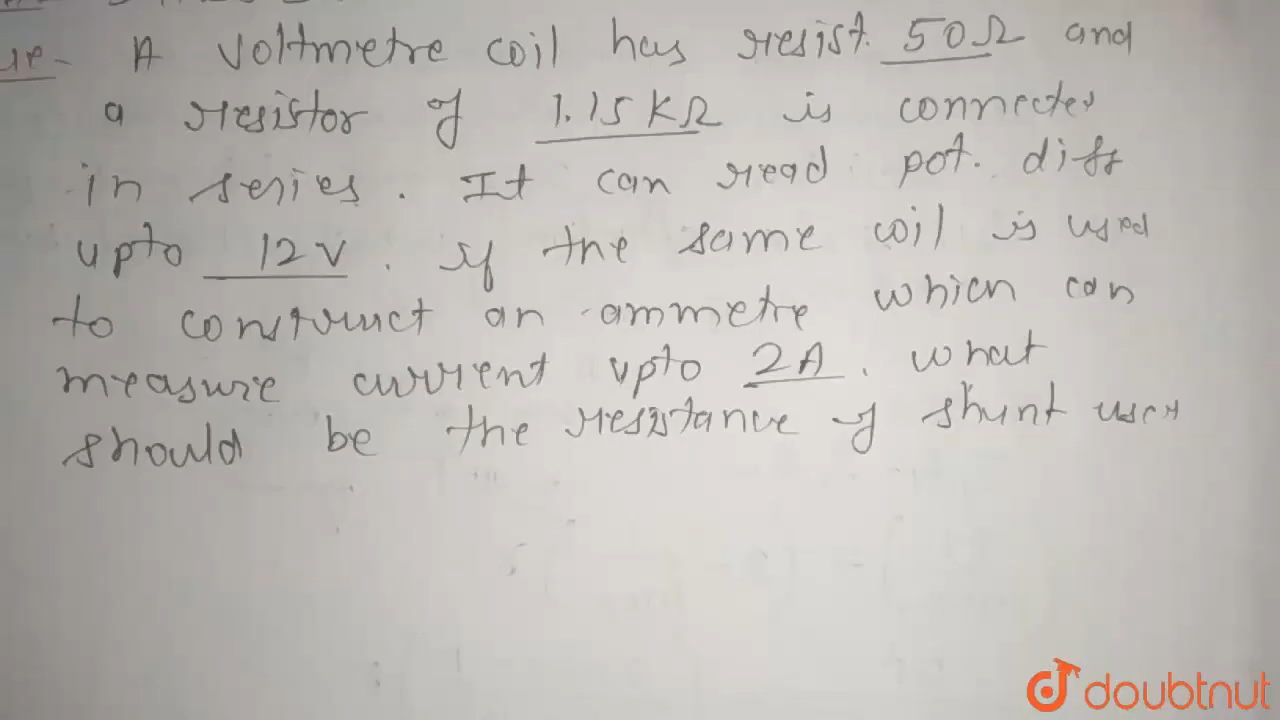 A voltmetre coil has resist. 50Ω and
a resistor of 1.15 KΩ is connected
in series. It can read pot. diff
upto 12V. if the same coil is used
to construct an ammetre which can
measure current upto 2A. what
should be the resistance of shunt used
doubtnut